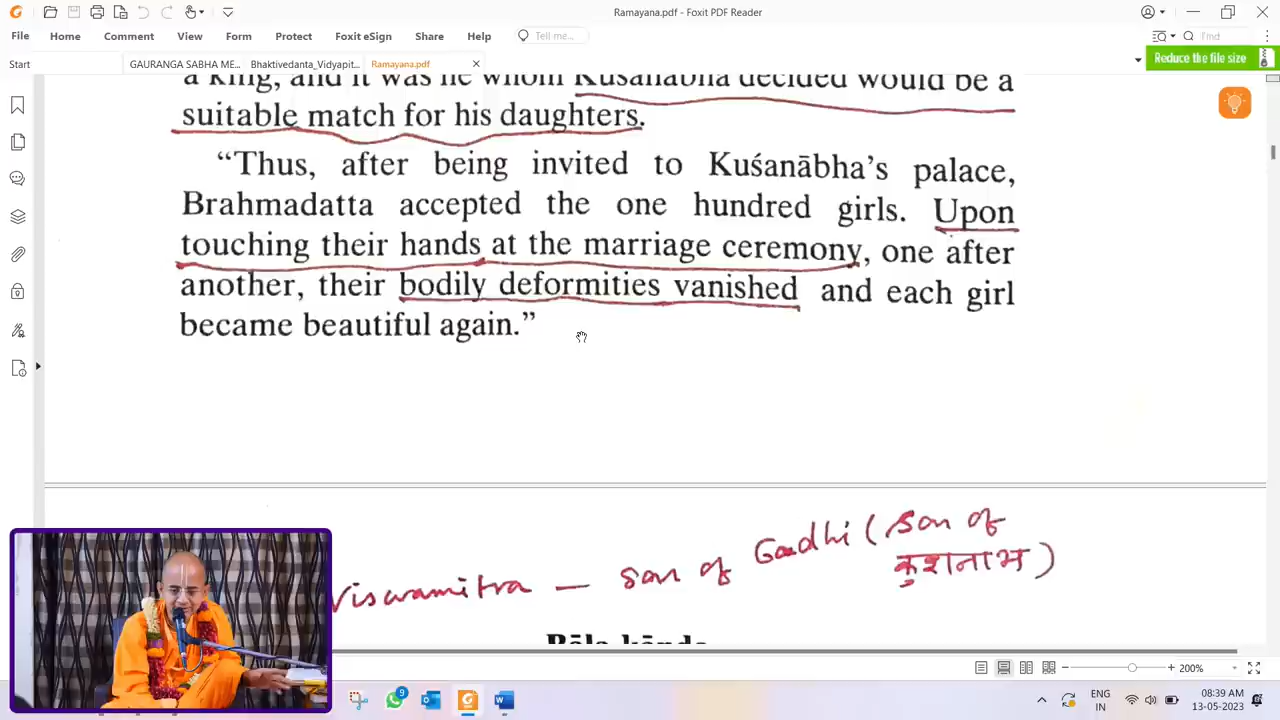 Ramayana.pdf - Foxit PDF Reader
File Home Comment View Form Protect Foxit eSign Share Help Tell me... Find
Start GAURANGA SABHA ME... Bhaktivedanta_Vidyapit... Ramayana.pdf
Reduce the file size
a king, and it was he whom Kuśanābha decided would be a
suitable match for his daughters.
“Thus, after being invited to Kuśanābha’s palace,
Brahmadatta accepted the one hundred girls. Upon
touching their hands at the marriage ceremony, one after
another, their bodily deformities vanished and each girl
became beautiful again.”
Viswamitra — son of Gadhi (son of
कुशनाभ)
Bāla-kāṇḍa
200%
9
ENG
IN
08:39 AM
13-05-2023